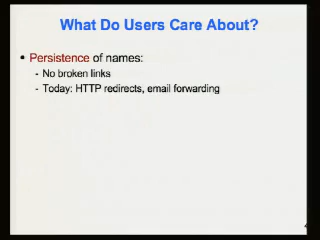 What Do Users Care About?
• Persistence of names:
- No broken links
- Today: HTTP redirects, email forwarding